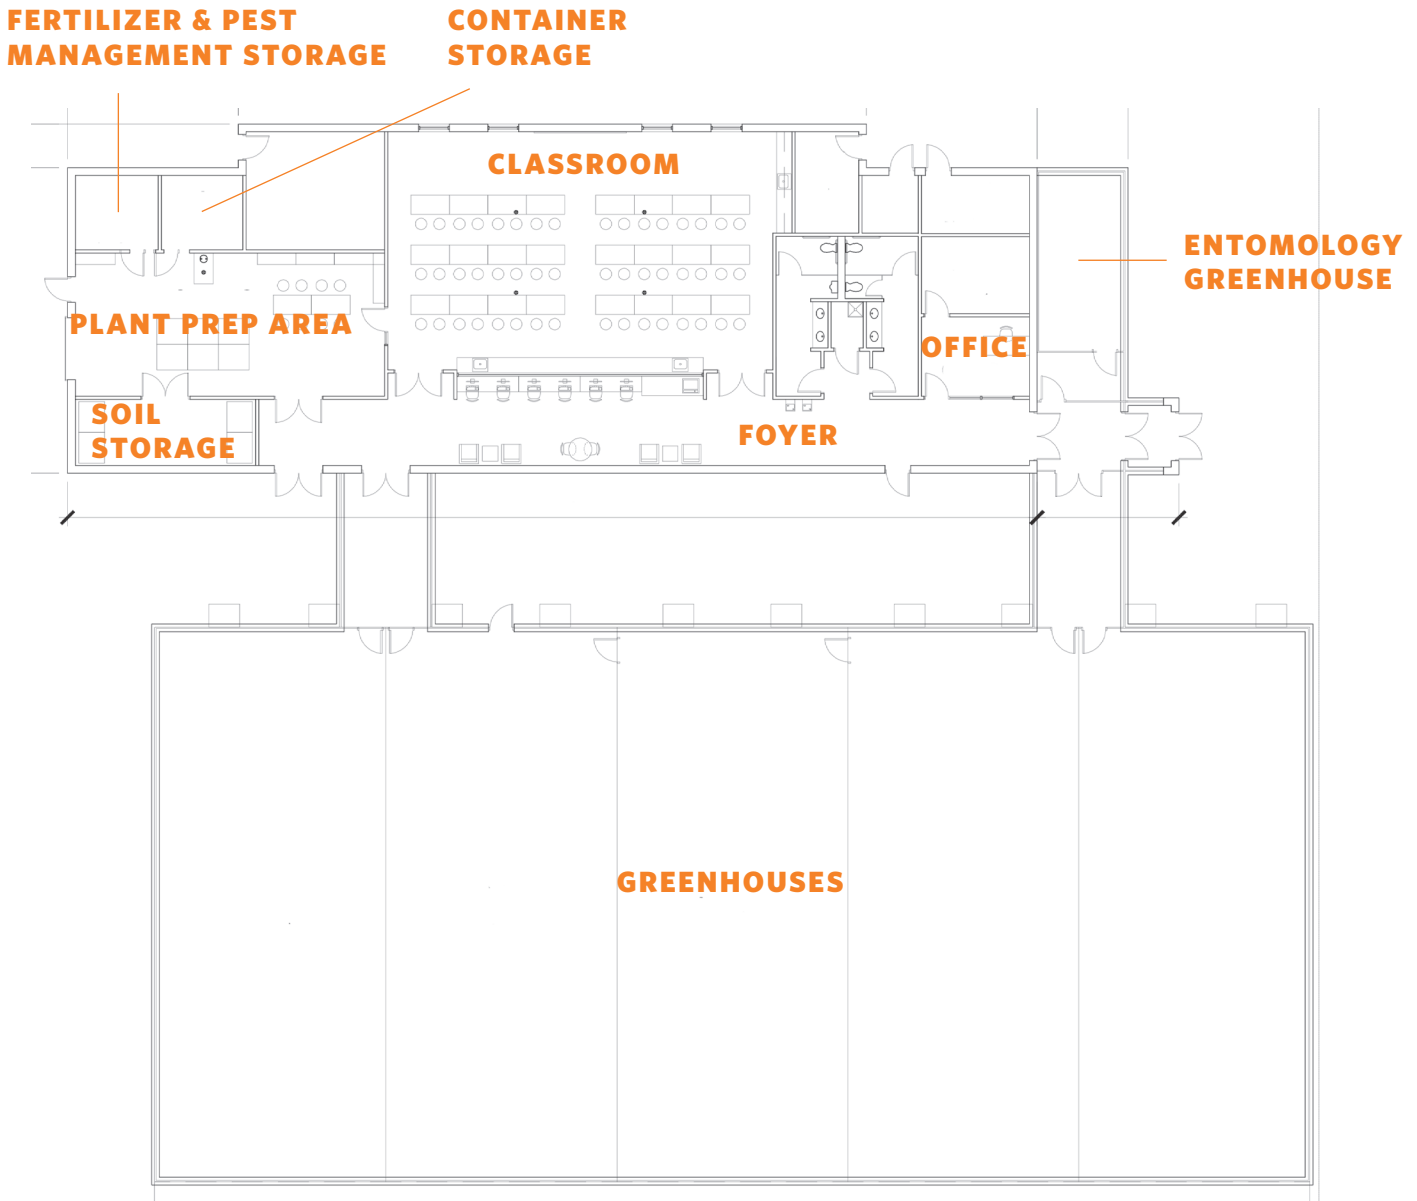 FERTILIZER & PEST
MANAGEMENT STORAGE
CONTAINER
STORAGE
CLASSROOM
ENTOMOLOGY
GREENHOUSE
PLANT PREP AREA
OFFICE
SOIL
STORAGE
FOYER
GREENHOUSES